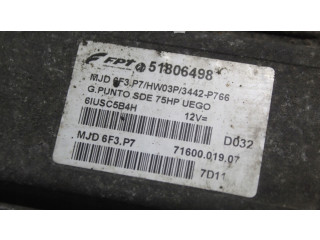 FPT 51806498
MJD 6F3.P7/HW03P/3442-P766
G.PUNTO SDE 75HP UEGO
6IUSC5B4H 12V=
D032
MJD 6F3.P7 71600.019.07
7D11